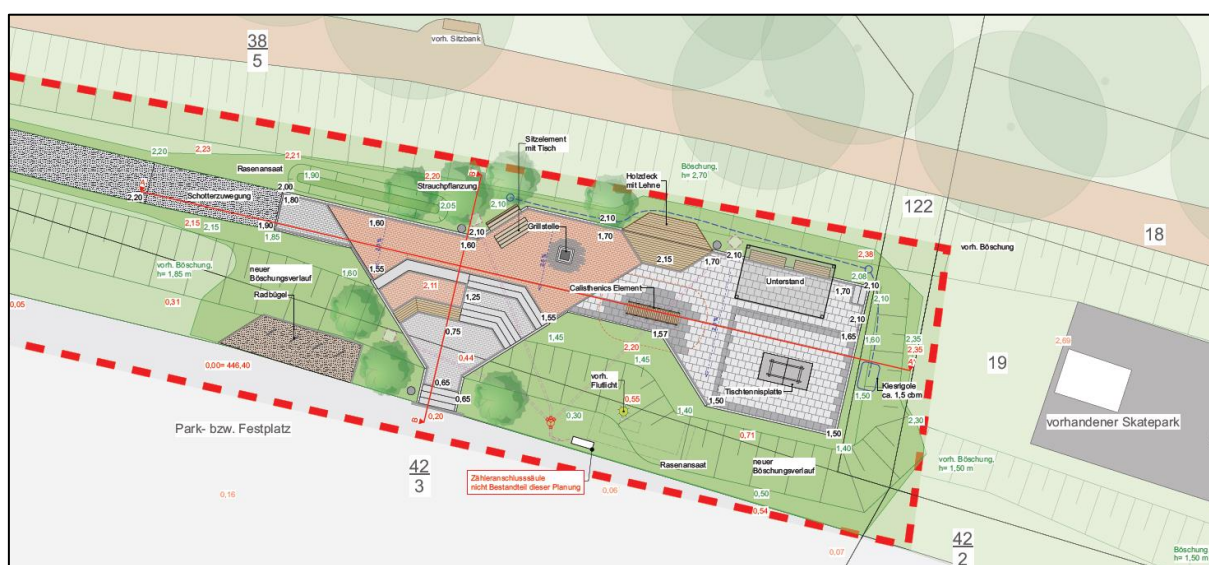 38
5
vorh. Sitzbank
Sitzelement
mit Tisch
Böschung,
h= 2,70
Holzdeck
mit Lehne
122
18
vorh. Böschung
2,20
2,23
2,21
Rasenansaat
1,90
2,20
B
Strauchpflanzung
2,05
2,10
2,00
1,80
Schotterzuwegung
2,20
1,90
2,15
2,15
1,85
1,60
2,10
1,60
Grillstelle
2,10
1,70
2,15
1,70
2,10
Unterstand
2,38
2,08
1,70
2,10
2,10
vorh. Böschung,
h= 1,85 m
neuer
Böschungsverlauf
Radbügel
1,60
1,55
2,11
1,25
Calisthenics Element
1,55
1,57
1,45
2,10
1,65
1,60
2,35
2,35
19
2,69
vorhandener Skatepark
0,05
0,31
0,75
0,44
2,20
1,45
vorh.
Flutlicht
0,55
Tischtennisplatte
Kiesrigole
ca. 1,5 cbm
1,50
0,00= 446,40
0,65
0,65
0,20
B
0,30
1,40
1,50
1,50
1,40
2,30
0,71
Park- bzw. Festplatz
42
3
Zähleranschlusssäule
nicht Bestandteil dieser Planung
Rasenansaat
neuer
Böschungsverlauf
vorh. Böschung,
h= 1,50 m
0,16
0,06
0,50
0,54
0,07
42
2
Böschung
h= 1,50 m